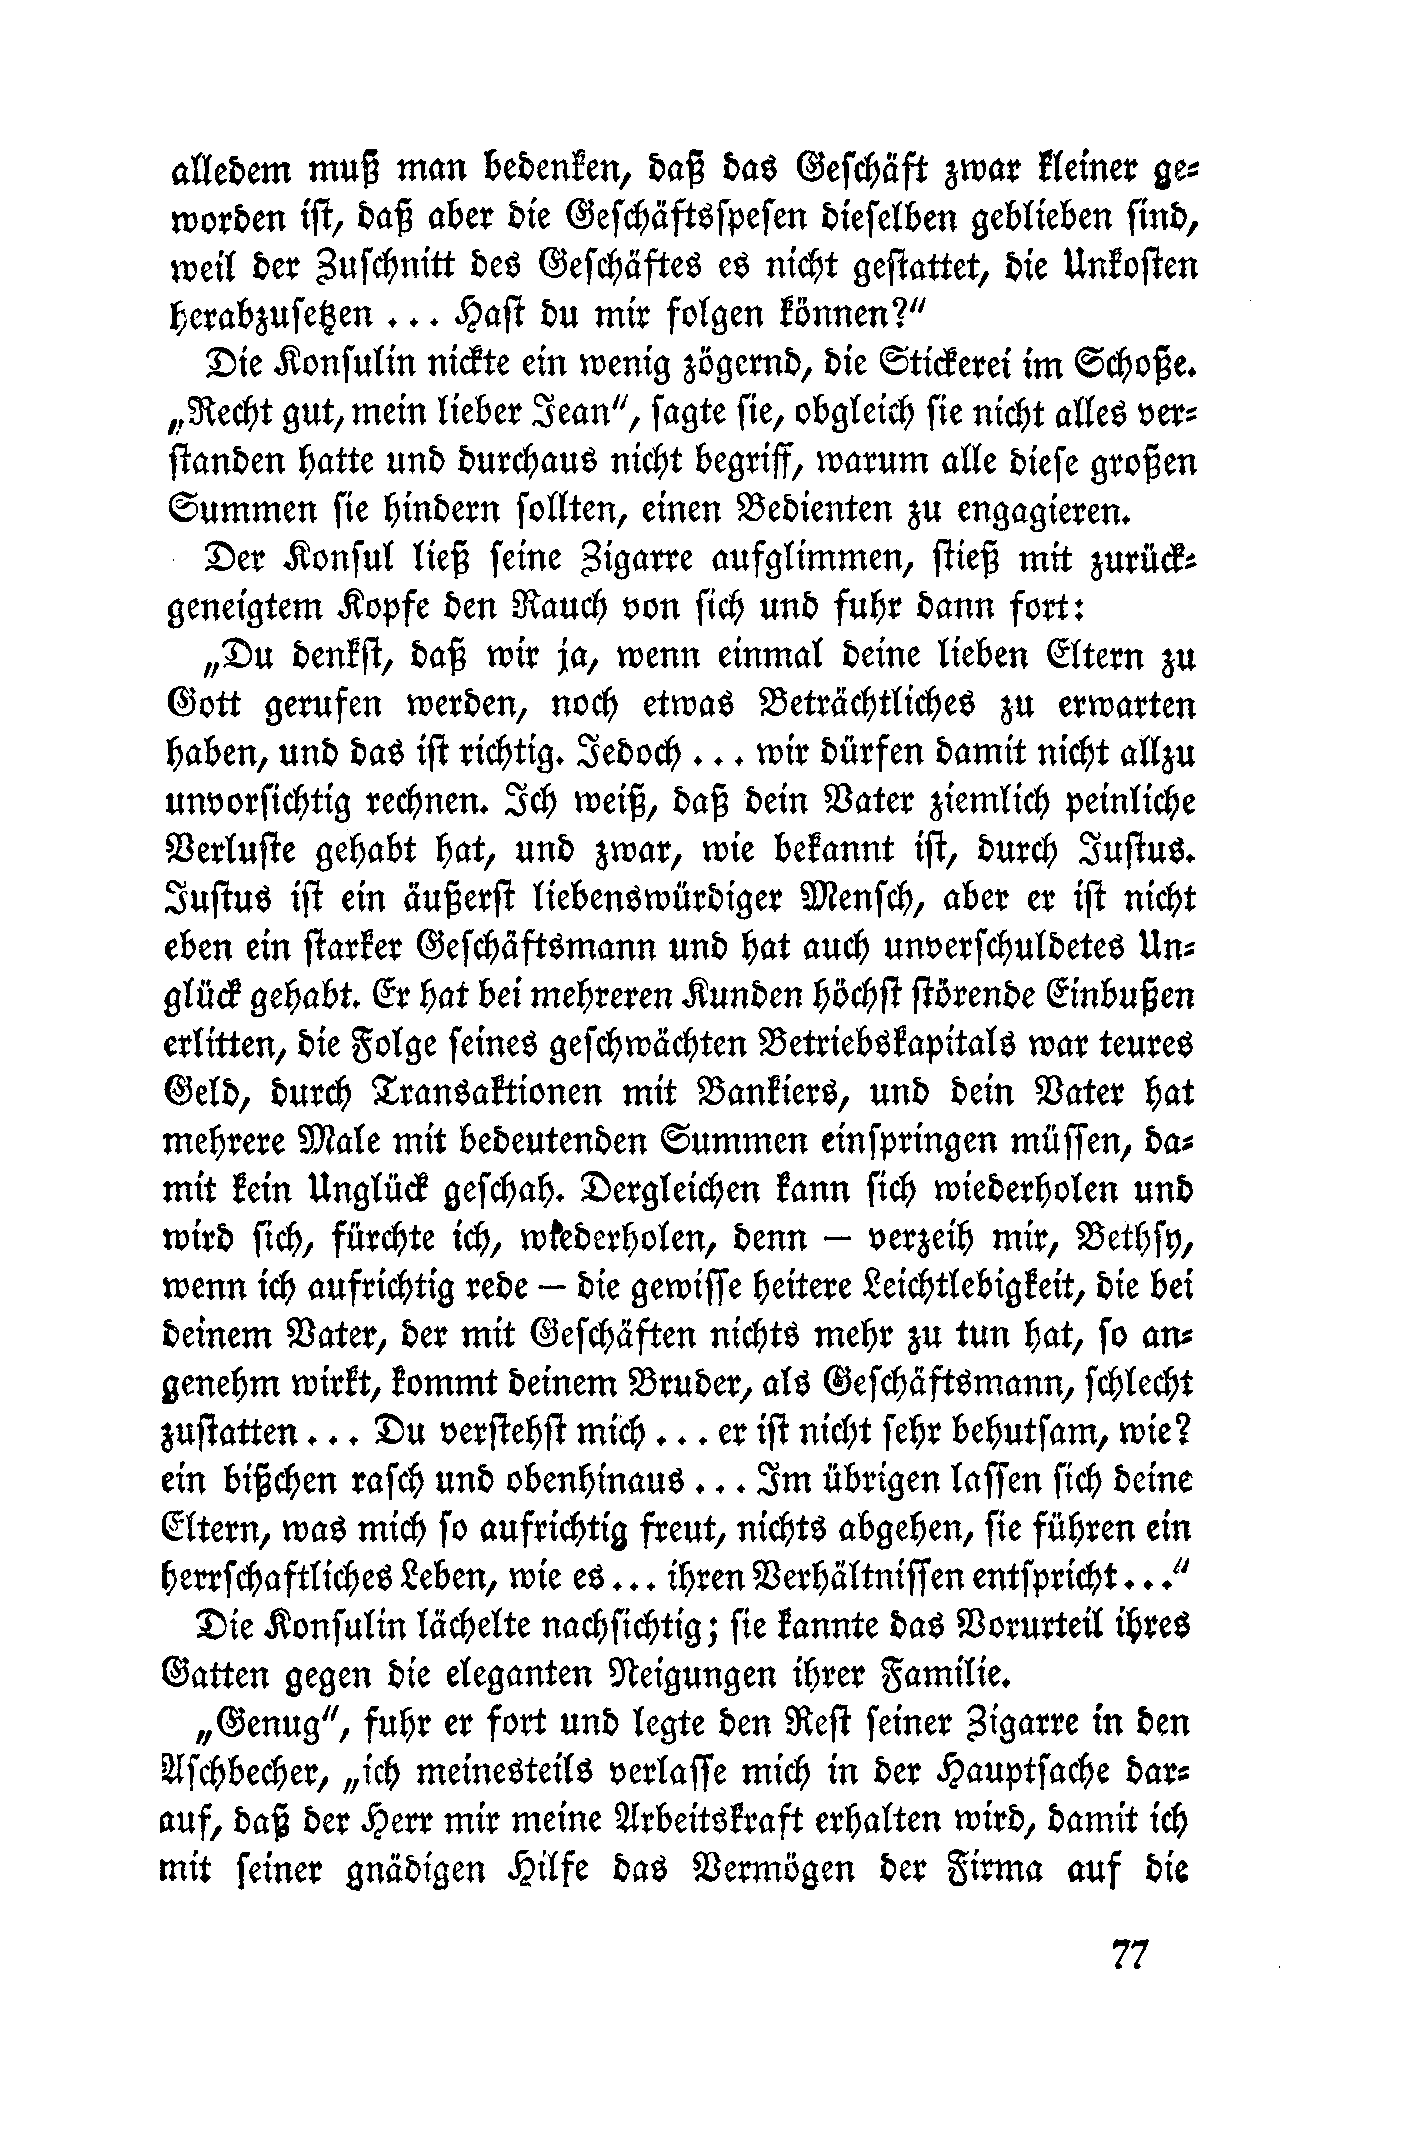 alledem muß man bedenken, daß das Geschäft zwar kleiner ge-
worden ist, daß aber die Geschäftsspesen dieselben geblieben sind,
weil der Zuschnitt des Geschäftes es nicht gestattet, die Unkosten
herabzusetzen ... Hast du mir folgen können?“
Die Konsulin nickte ein wenig zögernd, die Stickerei im Schoße.
„Recht gut, mein lieber Jean“, sagte sie, obgleich sie nicht alles ver-
standen hatte und durchaus nicht begriff, warum alle diese großen
Summen sie hindern sollten, einen Bedienten zu engagieren.
Der Konsul ließ seine Zigarre aufglimmen, stieß mit zurück-
geneigtem Kopfe den Rauch von sich und fuhr dann fort:
„Du denkst, daß wir ja, wenn einmal deine lieben Eltern zu
Gott gerufen werden, noch etwas Beträchtliches zu erwarten
haben, und das ist richtig. Jedoch ... wir dürfen damit nicht allzu
unvorsichtig rechnen. Ich weiß, daß dein Vater ziemlich peinliche
Verluste gehabt hat, und zwar, wie bekannt ist, durch Justus.
Justus ist ein äußerst liebenswürdiger Mensch, aber er ist nicht
eben ein starker Geschäftsmann und hat auch unverschuldetes Un-
glück gehabt. Er hat bei mehreren Kunden höchst störende Einbußen
erlitten, die Folge seines geschwächten Betriebskapitals war teures
Geld, durch Transaktionen mit Bankiers, und dein Vater hat
mehrere Male mit bedeutenden Summen einspringen müssen, da-
mit kein Unglück geschah. Dergleichen kann sich wiederholen und
wird sich, fürchte ich, wiederholen, denn — verzeih mir, Bethsy,
wenn ich aufrichtig rede — die gewisse heitere Leichtlebigkeit, die bei
deinem Vater, der mit Geschäften nichts mehr zu tun hat, so an-
genehm wirkt, kommt deinem Bruder, als Geschäftsmann, schlecht
zustatten ... Du verstehst mich ... er ist nicht sehr behutsam, wie?
ein bißchen rasch und obenhinaus ... Im übrigen lassen sich deine
Eltern, was mich so aufrichtig freut, nichts abgehen, sie führen ein
herrschaftliches Leben, wie es ... ihren Verhältnissen entspricht ...“
Die Konsulin lächelte nachsichtig; sie kannte das Vorurteil ihres
Gatten gegen die eleganten Neigungen ihrer Familie.
„Genug“, fuhr er fort und legte den Rest seiner Zigarre in den
Aschbecher, „ich meinesteils verlasse mich in der Hauptsache dar-
auf, daß der Herr mir meine Arbeitskraft erhalten wird, damit ich
mit seiner gnädigen Hilfe das Vermögen der Firma auf die
77